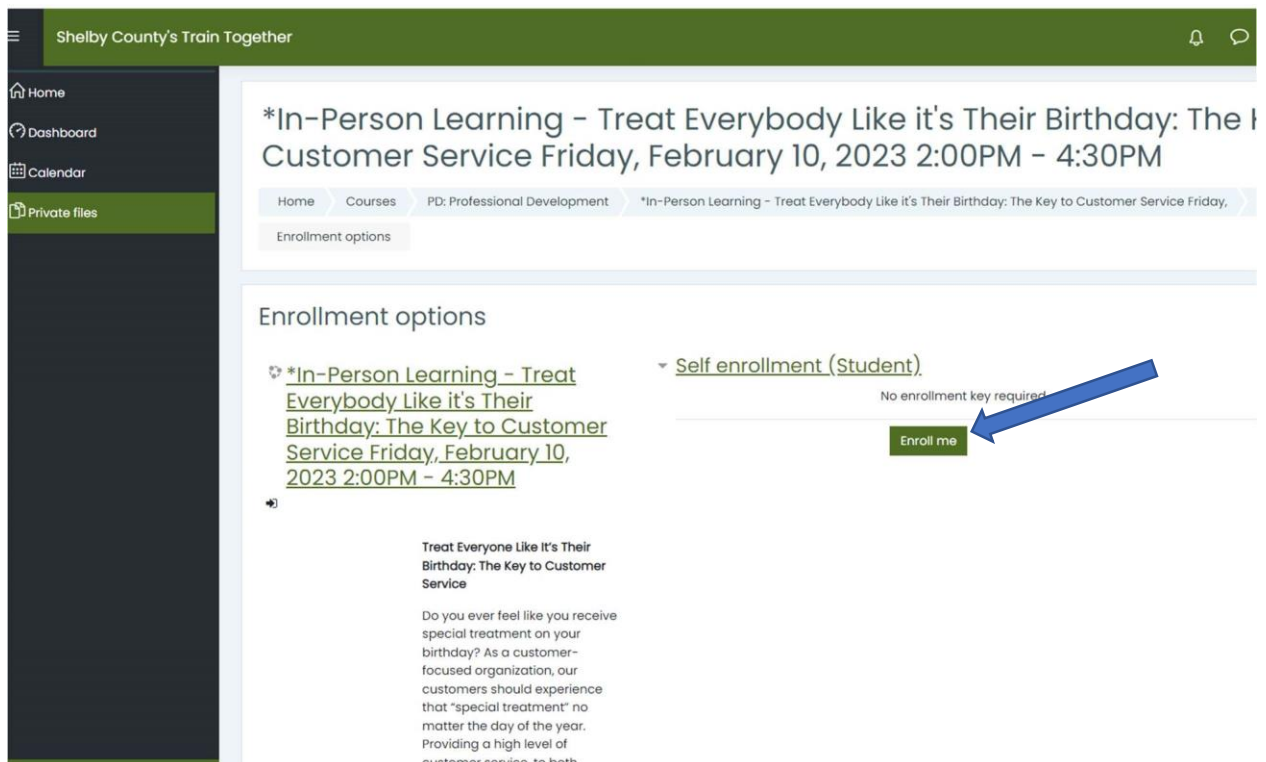 Shelby County's Train Together
Home
Dashboard
Calendar
Private files
*In-Person Learning - Treat Everybody Like it's Their Birthday: The
Customer Service Friday, February 10, 2023 2:00PM - 4:30PM
Home Courses PD: Professional Development *In-Person Learning - Treat Everybody Like it's Their Birthday: The Key to Customer Service Friday,
Enrollment options
Enrollment options
*In-Person Learning - Treat
Everybody Like it's Their
Birthday: The Key to Customer
Service Friday, February 10,
2023 2:00PM - 4:30PM
Self enrollment (Student)
No enrollment key required
Enroll me
Treat Everyone Like It's Their
Birthday: The Key to Customer
Service
Do you ever feel like you receive
special treatment on your
birthday? As a customer-
focused organization, our
customers should experience
that "special treatment" no
matter the day of the year.
Providing a high level of
customer service, to both